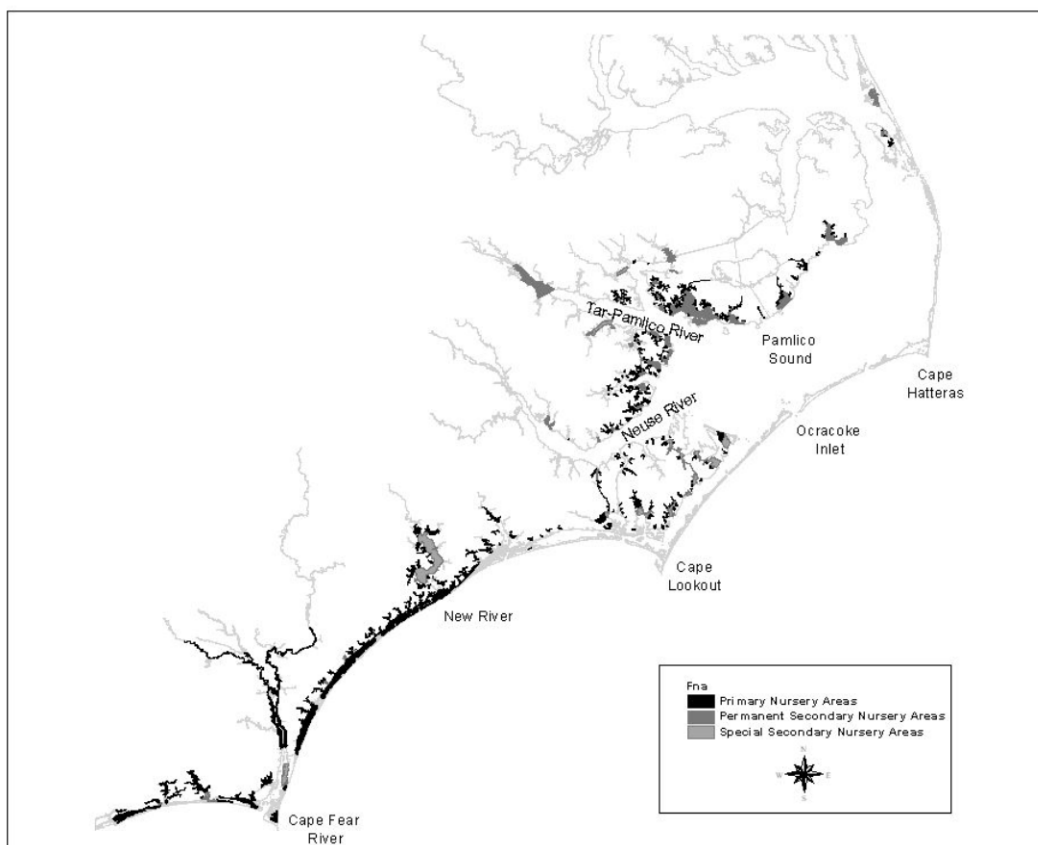 Tar-Pamlico River
Pamlico
Sound
Cape
Hatteras
Neuse River
Ocracoke
Inlet
Cape
Lookout
New River
Cape Fear
River
Fna
Primary Nursery Areas
Permanent Secondary Nursery Areas
Special Secondary Nursery Areas
N
W
E
S